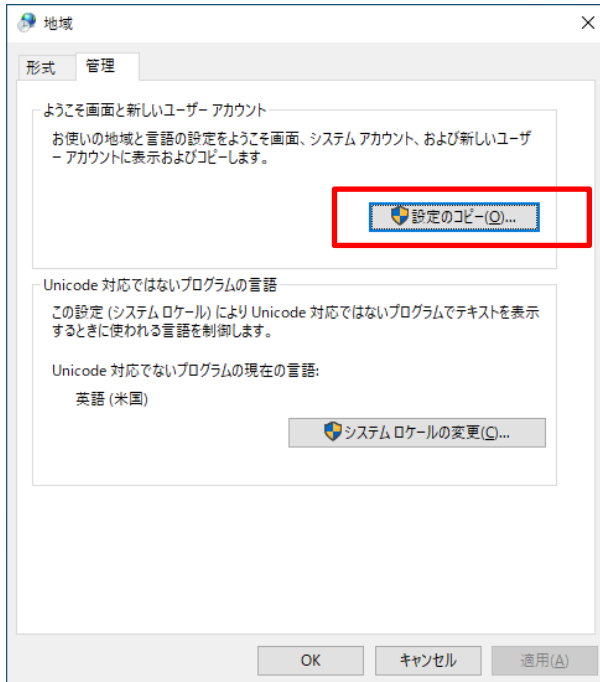 地域
形式
管理
ようこそ画面と新しいユーザー アカウント
お使いの地域と言語の設定をようこそ画面、システム アカウント、および新しいユーザ
ー アカウントに表示およびコピーします。
設定のコピー(O)...
Unicode 対応ではないプログラムの言語
この設定 (システム ロケール) により Unicode 対応ではないプログラムでテキストを表示
するときに使われる言語を制御します。
Unicode 対応でないプログラムの現在の言語:
英語 (米国)
システム ロケールの変更(C)...
OK
キャンセル
適用(A)